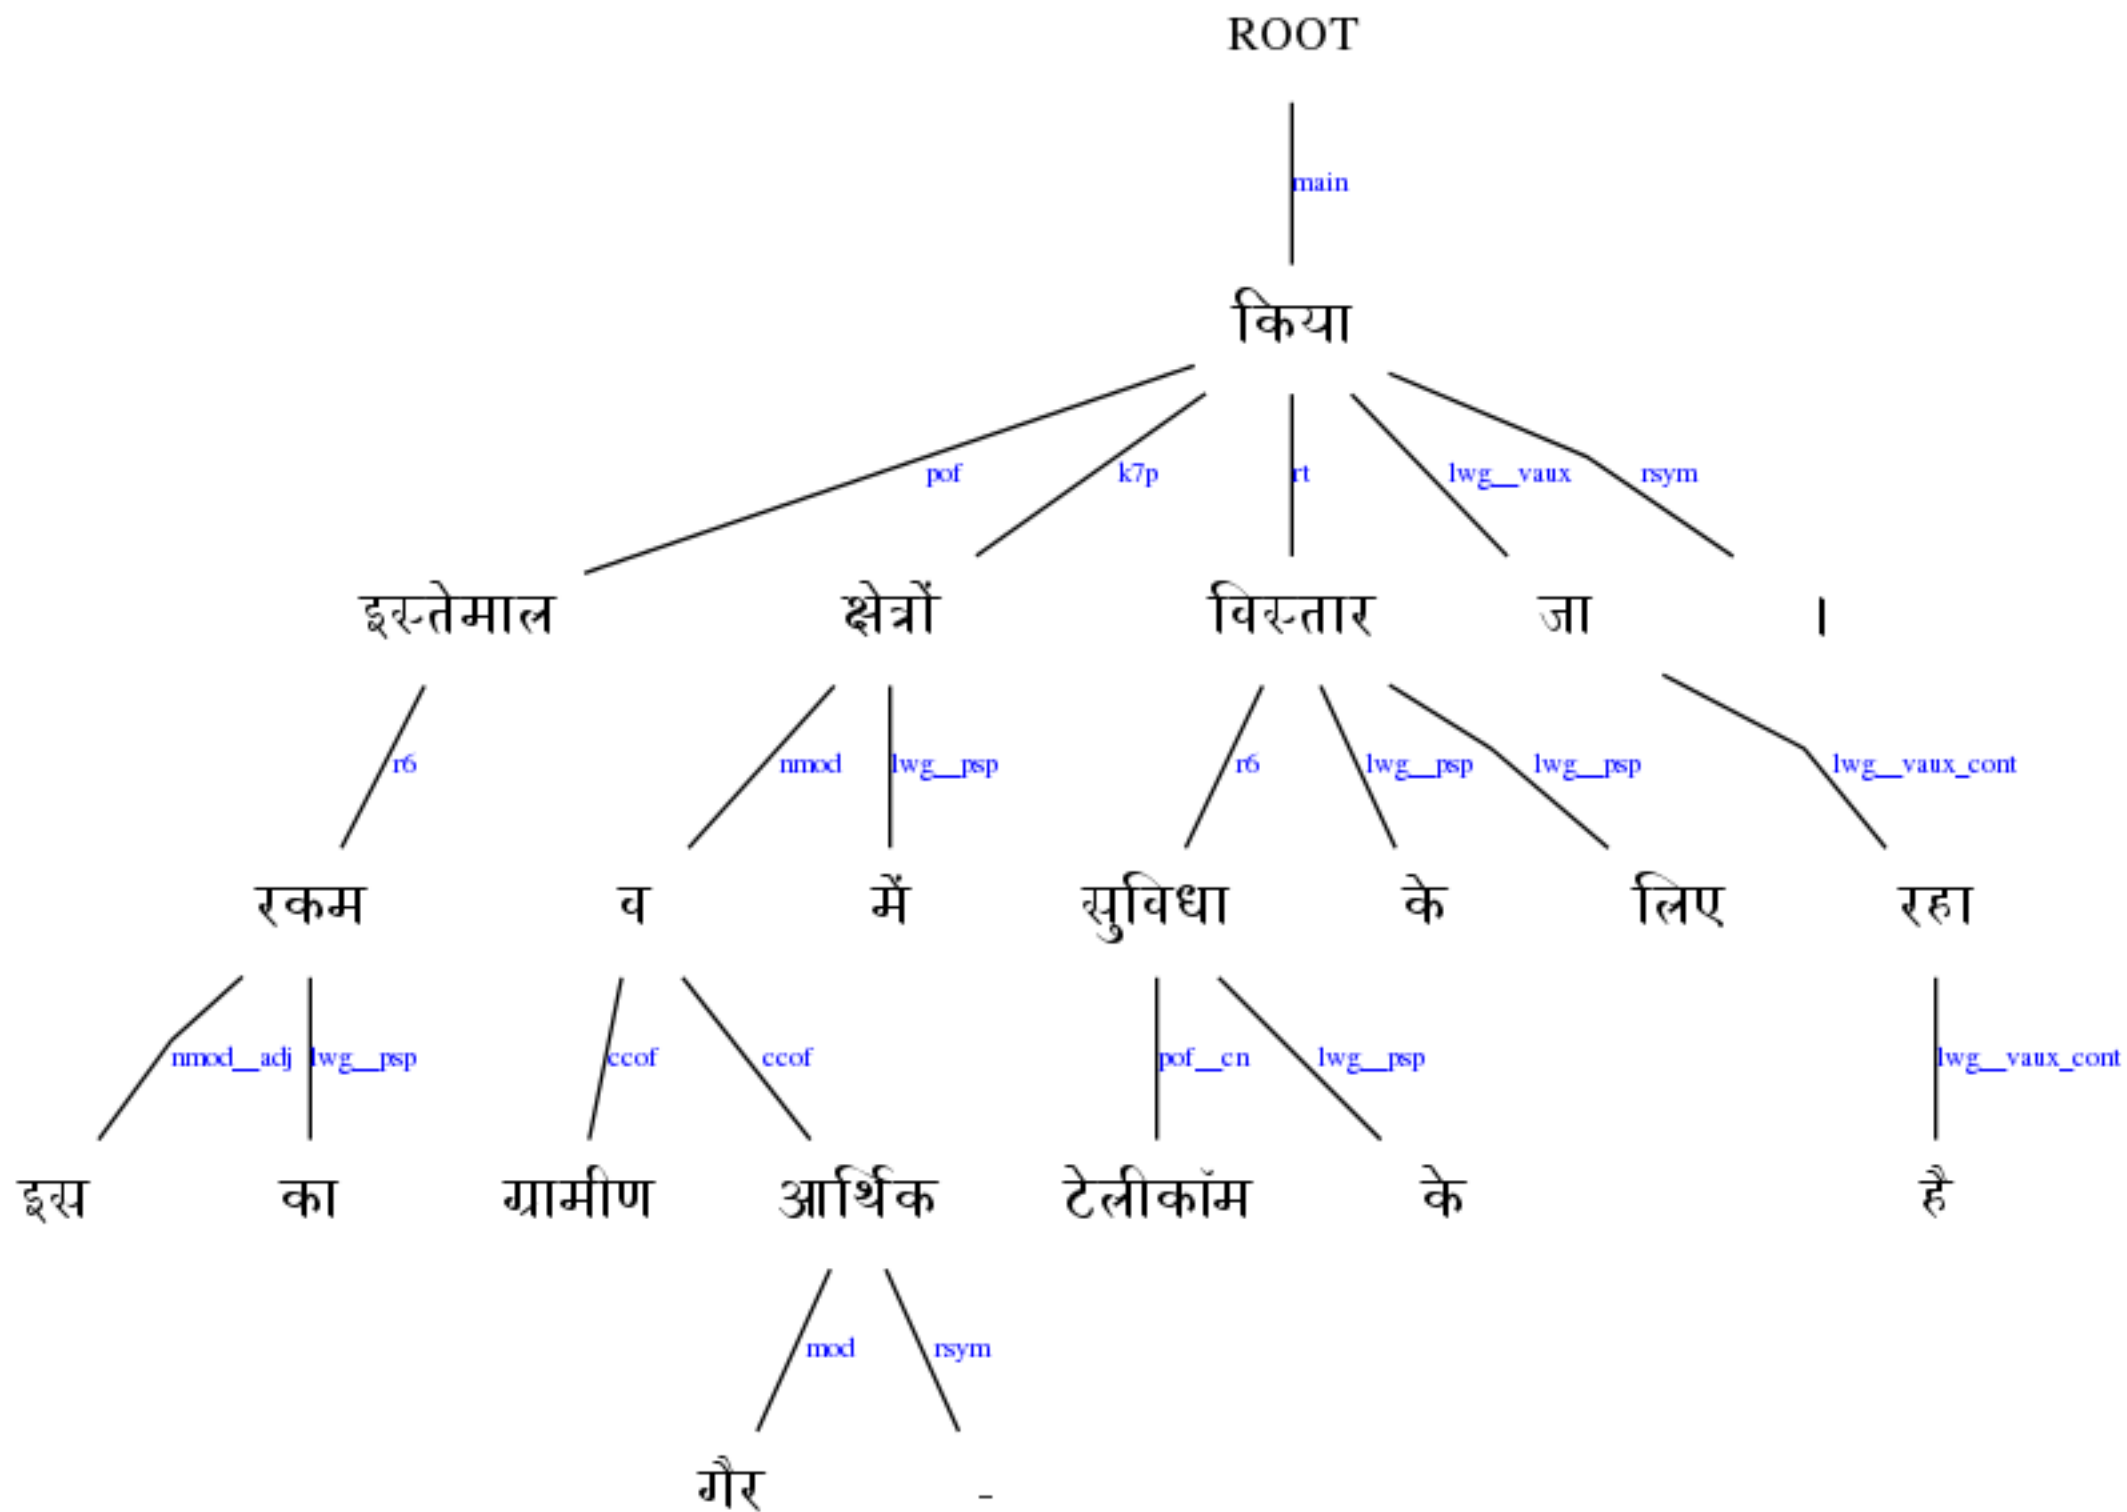 ROOT
main
किया
pof k7p rt lwg__vaux rsym
इस्तेमाल क्षेत्रों विस्तार जा ।
r6 nmod lwg__psp r6 lwg__psp lwg__psp lwg__vaux_cont
रकम व में सुविधा के लिए रहा
nmod__adj lwg__psp ccof ccof pof__cn lwg__psp lwg__vaux_cont
इस का ग्रामीण आर्थिक टेलीकॉम के है
mod rsym
गैर -